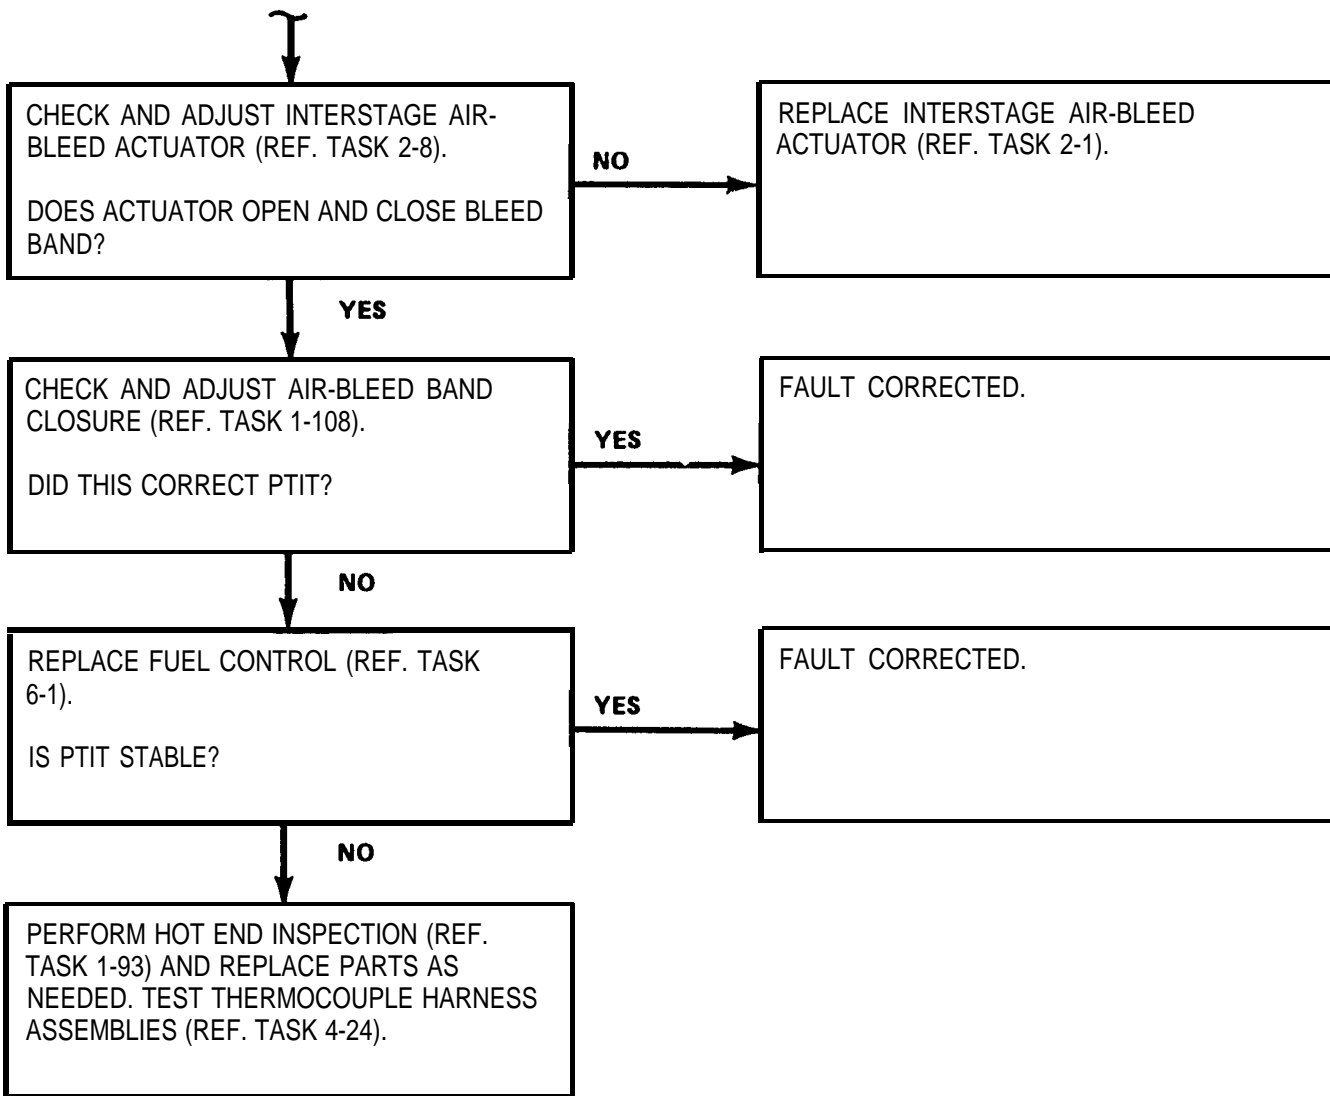 CHECK AND ADJUST INTERSTAGE AIR-
BLEED ACTUATOR (REF. TASK 2-8).
DOES ACTUATOR OPEN AND CLOSE BLEED
BAND?
NO
REPLACE INTERSTAGE AIR-BLEED
ACTUATOR (REF. TASK 2-1).
YES
CHECK AND ADJUST AIR-BLEED BAND
CLOSURE (REF. TASK 1-108).
DID THIS CORRECT PTIT?
YES
FAULT CORRECTED.
NO
REPLACE FUEL CONTROL (REF. TASK
6-1).
IS PTIT STABLE?
YES
FAULT CORRECTED.
NO
PERFORM HOT END INSPECTION (REF.
TASK 1-93) AND REPLACE PARTS AS
NEEDED. TEST THERMOCOUPLE HARNESS
ASSEMBLIES (REF. TASK 4-24).